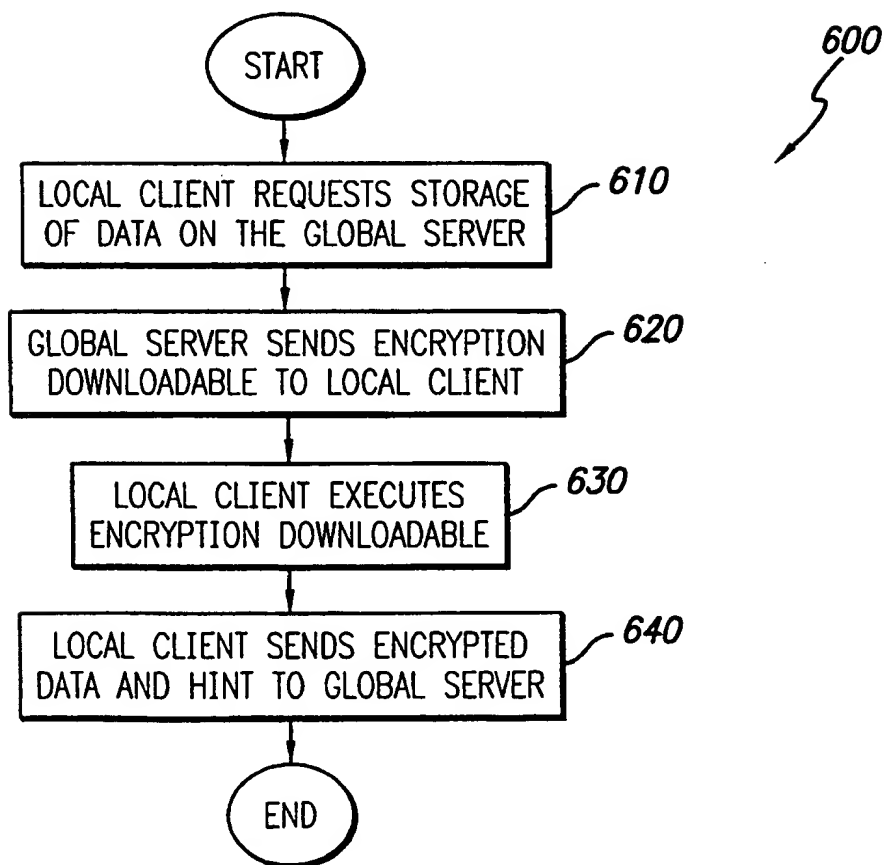 START
600
LOCAL CLIENT REQUESTS STORAGE
OF DATA ON THE GLOBAL SERVER
610
GLOBAL SERVER SENDS ENCRYPTION
DOWNLOADABLE TO LOCAL CLIENT
620
LOCAL CLIENT EXECUTES
ENCRYPTION DOWNLOADABLE
630
LOCAL CLIENT SENDS ENCRYPTED
DATA AND HINT TO GLOBAL SERVER
640
END